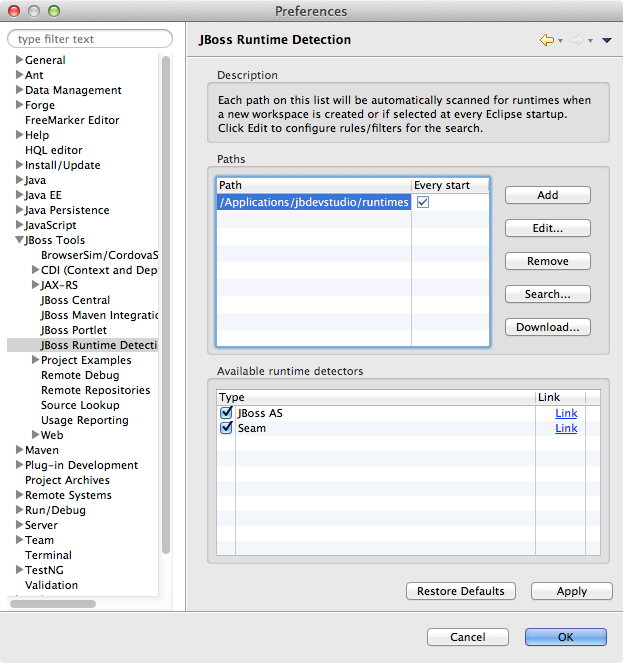 Preferences
type filter text
General
Ant
Data Management
Forge
FreeMarker Editor
Help
HQL editor
Install/Update
Java
Java EE
Java Persistence
JavaScript
JBoss Tools
BrowserSim/CordovaS
CDI (Context and Dep
JAX-RS
JBoss Central
JBoss Maven Integratic
JBoss Portlet
JBoss Runtime Detecti
Project Examples
Remote Debug
Remote Repositories
Source Lookup
Usage Reporting
Web
Maven
Plug-in Development
Project Archives
Remote Systems
Run/Debug
Server
Team
Terminal
TestNG
Validation
JBoss Runtime Detection
Description
Each path on this list will be automatically scanned for runtimes when
a new workspace is created or if selected at every Eclipse startup.
Click Edit to configure rules/filters for the search.
Paths
Path Every start
/Applications/jbdevstudio/runtimes
Add
Edit...
Remove
Search...
Download...
Available runtime detectors
Type Link
JBoss AS Link
Seam Link
Restore Defaults Apply
Cancel OK